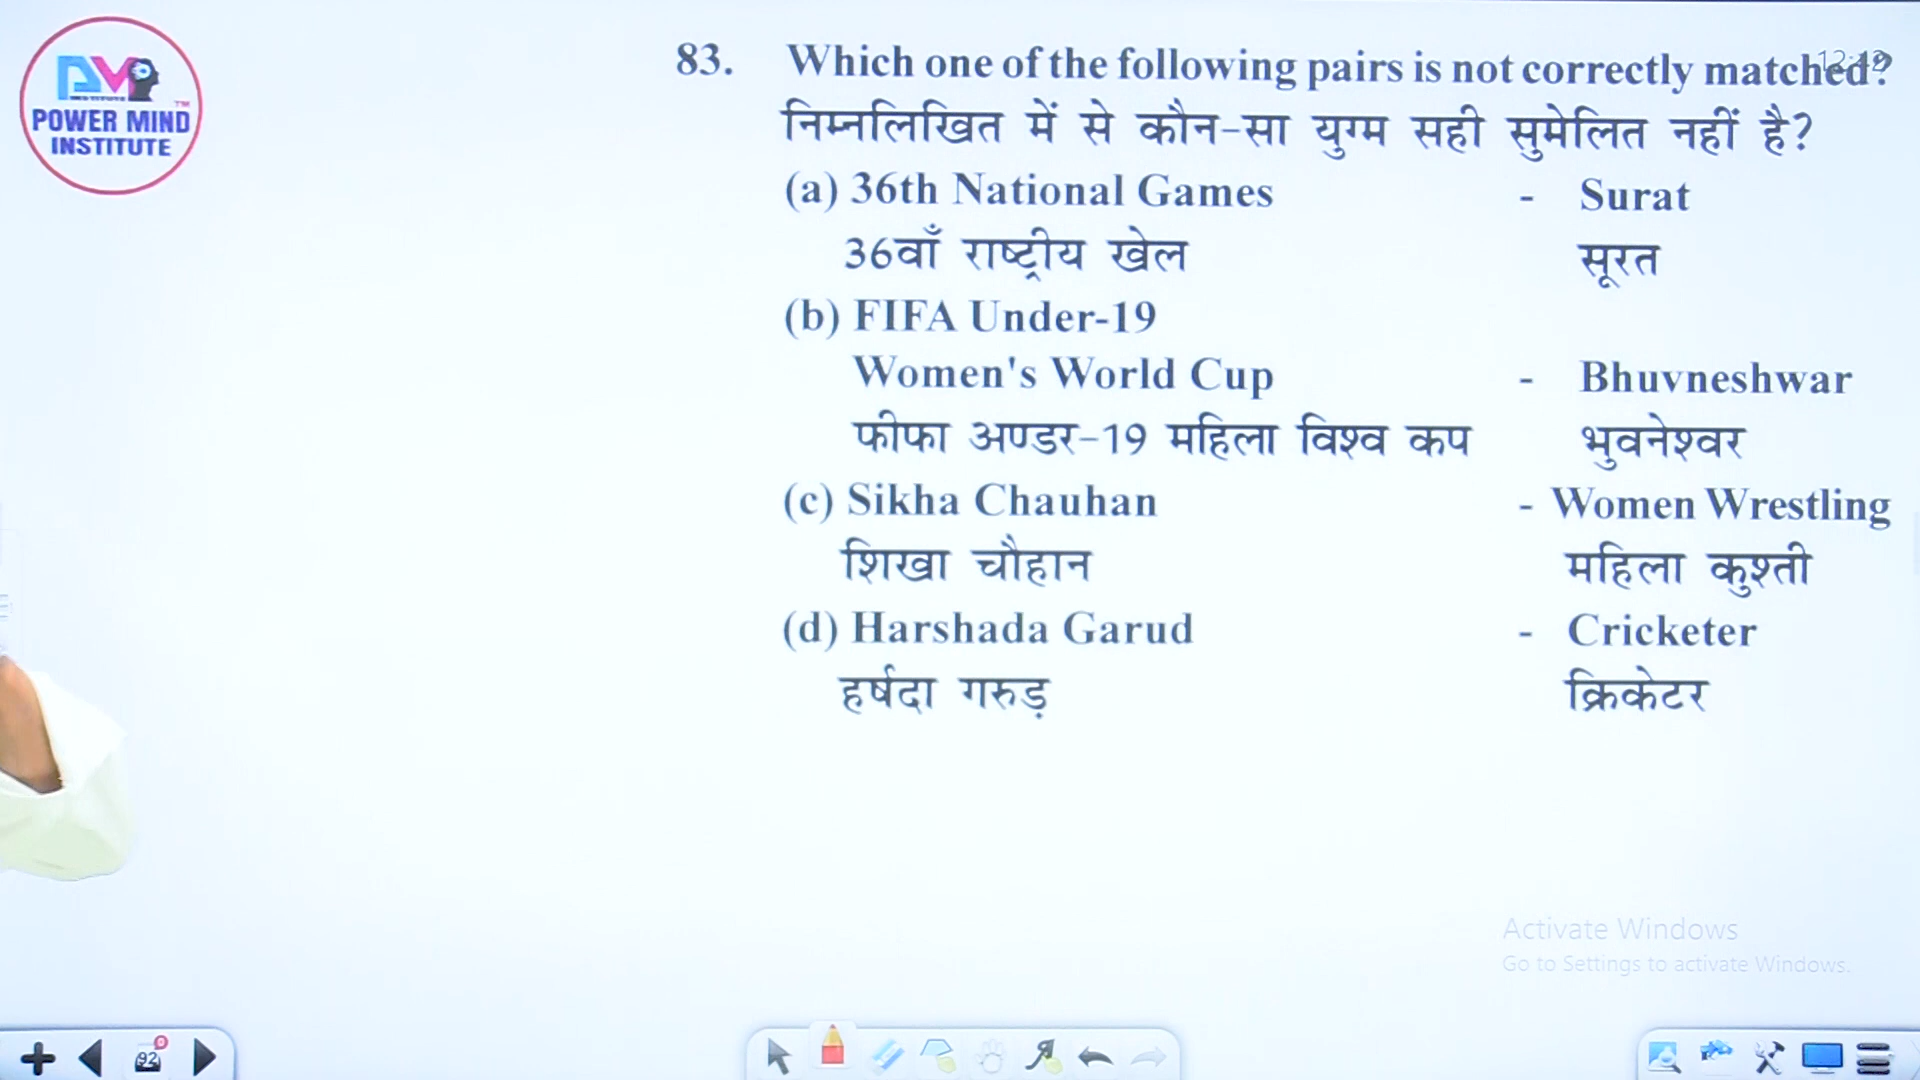 POWER MIND
INSTITUTE
83. Which one of the following pairs is not correctly matched?
निम्नलिखित में से कौन-सा युग्म सही सुमेलित नहीं है?
(a) 36th National Games - Surat
36वाँ राष्ट्रीय खेल सूरत
(b) FIFA Under-19
Women's World Cup - Bhuvneshwar
फीफा अण्डर-19 महिला विश्व कप भुवनेश्वर
(c) Sikha Chauhan - Women Wrestling
शिखा चौहान महिला कुश्ती
(d) Harshada Garud - Cricketer
हर्षदा गरुड़ क्रिकेटर
Activate Windows
Go to Settings to activate Windows.
92